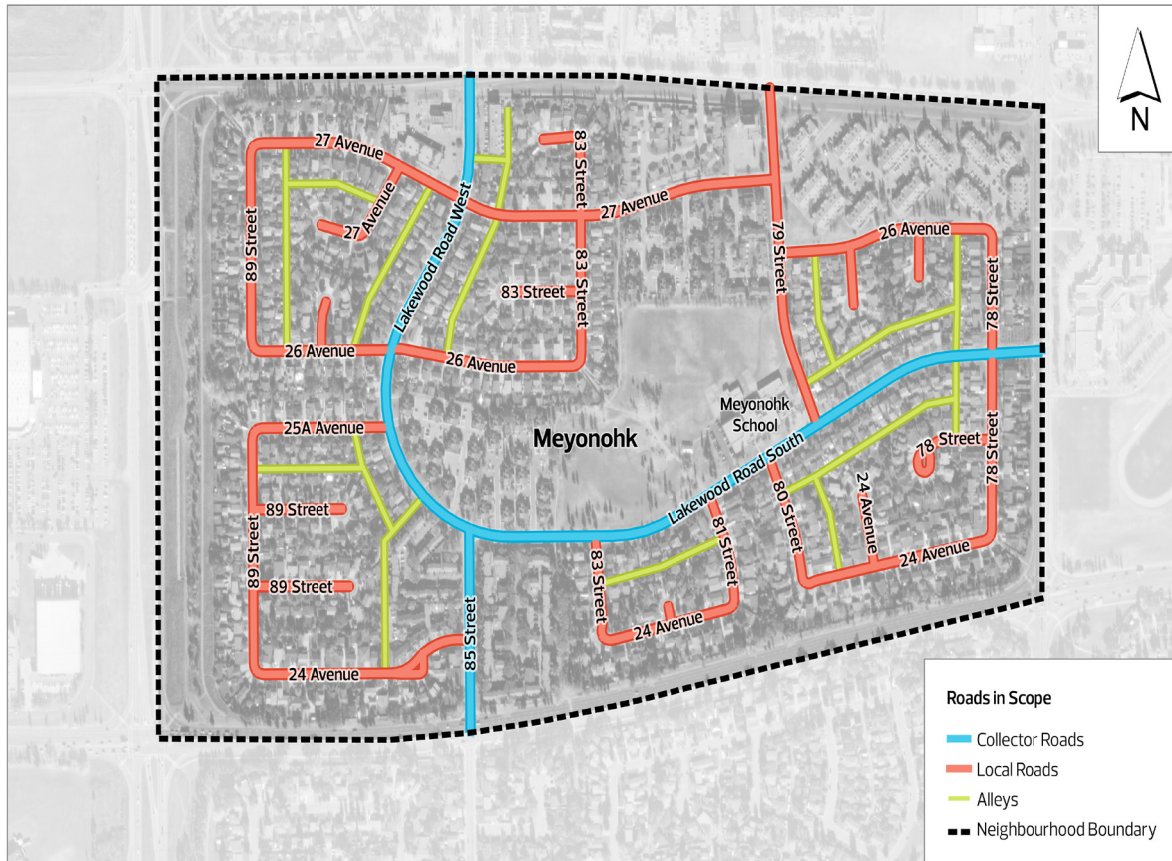 N
83 Street
27 Avenue
27 Avenue
27 Avenue
89 Street
Lakewood Road West
79 Street
26 Avenue
83 Street
83 Street
78 Street
26 Avenue
26 Avenue
Meyonohk
School
25A Avenue
Meyonohk
78 Street
78 Street
Lakewood Road South
80 Street
24 Avenue
89 Street
89 Street
81 Street
24 Avenue
83 Street
89 Street
24 Avenue
85 Street
24 Avenue
Roads in Scope
Collector Roads
Local Roads
Alleys
Neighbourhood Boundary